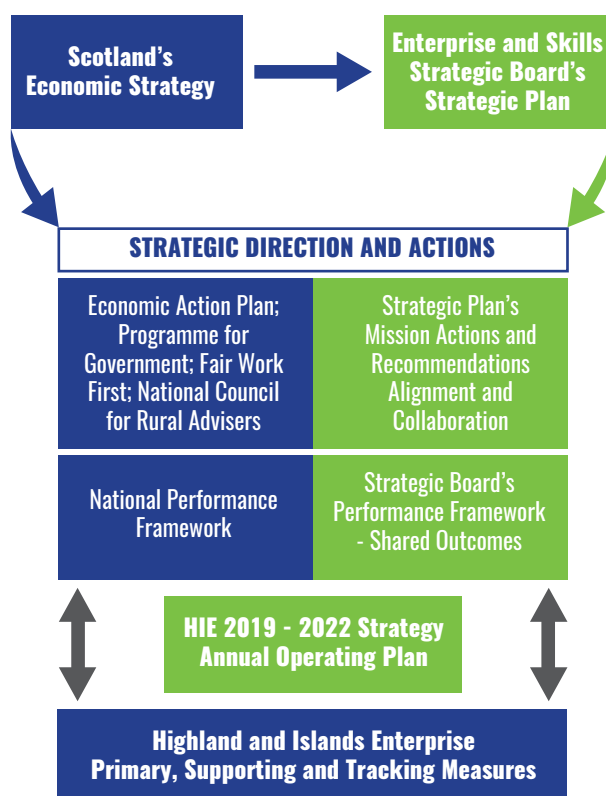 Scotland's
Economic Strategy
Enterprise and Skills
Strategic Board's
Strategic Plan
STRATEGIC DIRECTION AND ACTIONS
Economic Action Plan;
Programme for
Government; Fair Work
First; National Council
for Rural Advisers
Strategic Plan's
Mission Actions and
Recommendations
Alignment and
Collaboration
National Performance
Framework
Strategic Board's
Performance Framework
- Shared Outcomes
HIE 2019 - 2022 Strategy
Annual Operating Plan
Highland and Islands Enterprise
Primary, Supporting and Tracking Measures